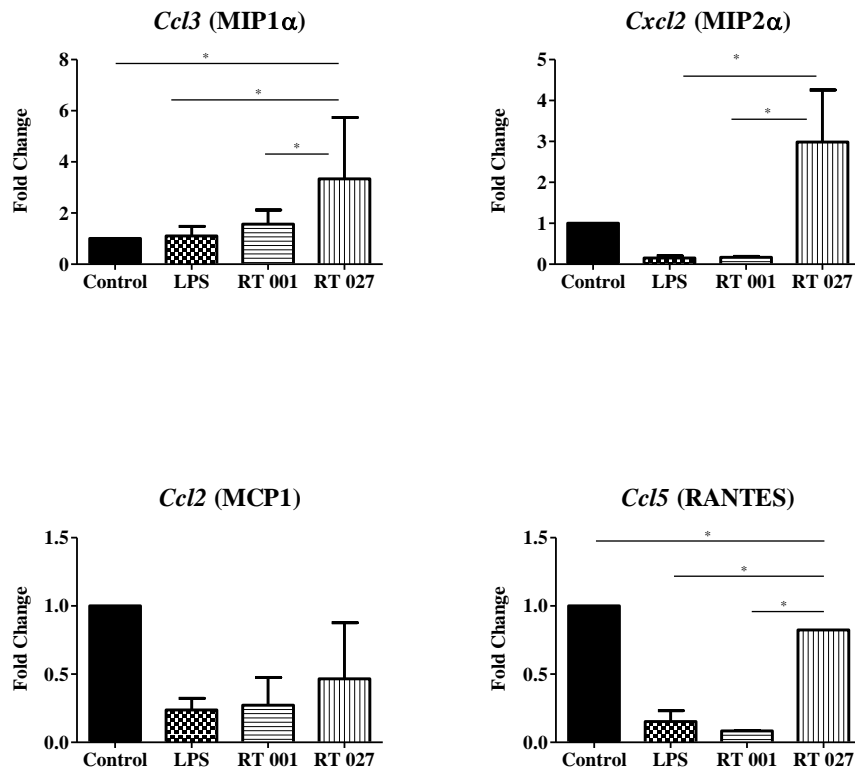 Ccl3 (MIP1α)
Fold Change
8
6
4
2
0
*
*
*
Control LPS RT 001 RT 027
Cxcl2 (MIP2α)
Fold Change
5
4
3
2
1
0
*
*
Control LPS RT 001 RT 027
Ccl2 (MCP1)
Fold Change
1.5
1.0
0.5
0.0
Control LPS RT 001 RT 027
Ccl5 (RANTES)
Fold Change
1.5
1.0
0.5
0.0
*
*
*
Control LPS RT 001 RT 027